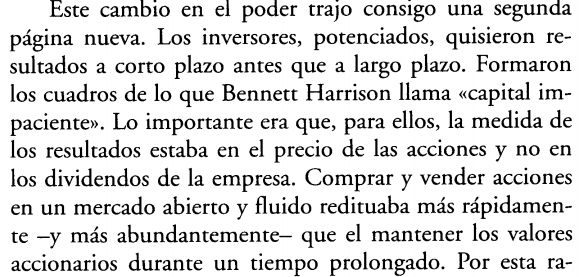 Este cambio en el poder trajo consigo una segunda
página nueva. Los inversores, potenciados, quisieron re-
sultados a corto plazo antes que a largo plazo. Formaron
los cuadros de lo que Bennett Harrison llama «capital im-
paciente». Lo importante era que, para ellos, la medida de
los resultados estaba en el precio de las acciones y no en
los dividendos de la empresa. Comprar y vender acciones
en un mercado abierto y fluido redituaba más rápidamen-
te –y más abundantemente– que el mantener los valores
accionarios durante un tiempo prolongado. Por esta ra-